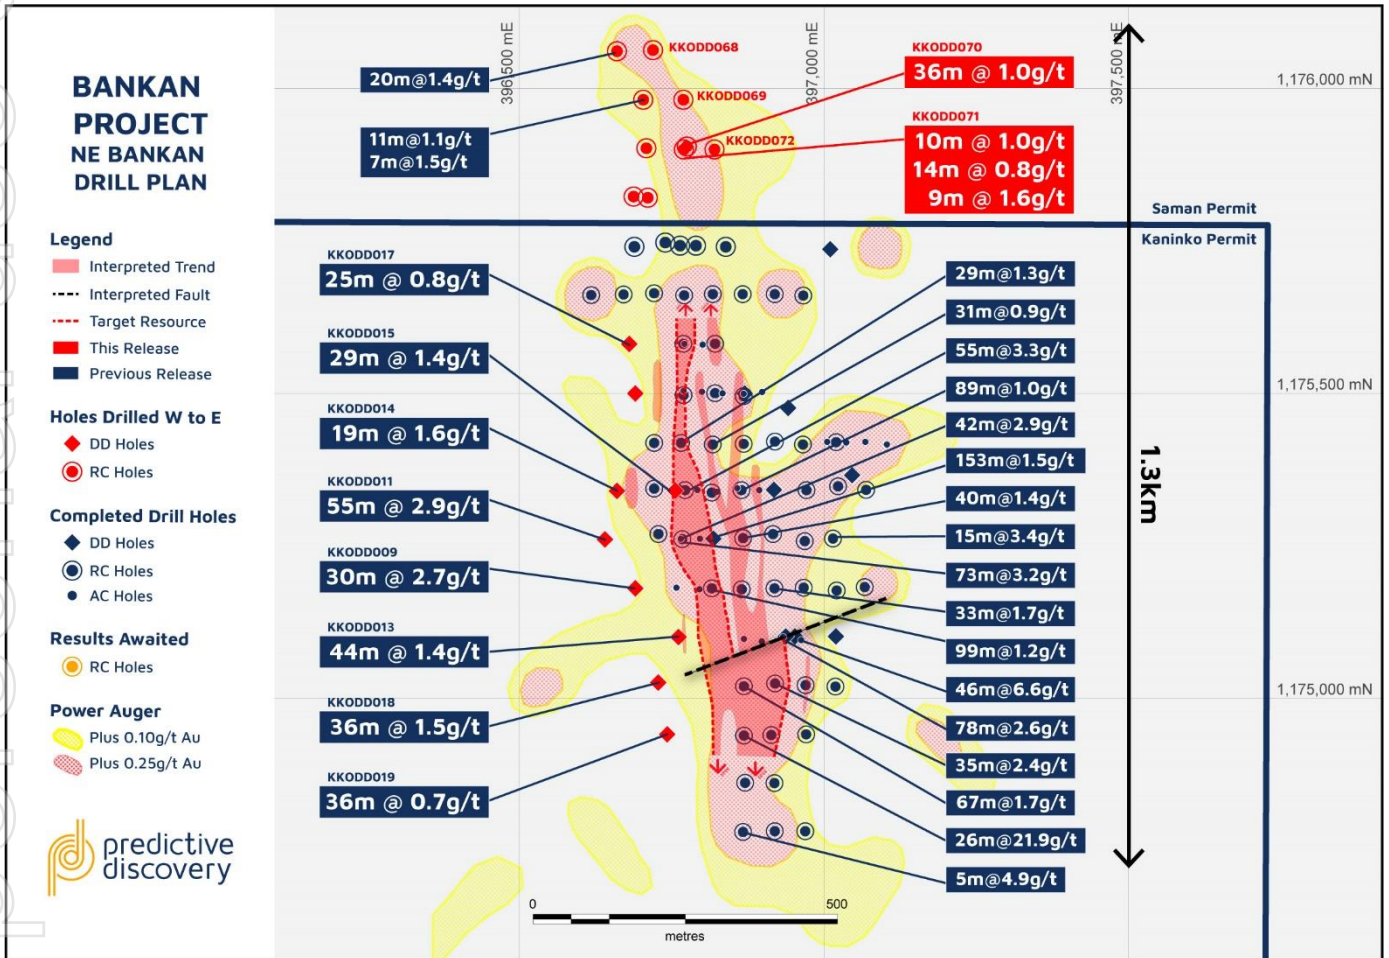 BANKAN
PROJECT
NE BANKAN
DRILL PLAN
Legend
Interpreted Trend
Interpreted Fault
Target Resource
This Release
Previous Release
Holes Drilled W to E
DD Holes
RC Holes
Completed Drill Holes
DD Holes
RC Holes
AC Holes
Results Awaited
RC Holes
Power Auger
Plus 0.10g/t Au
Plus 0.25g/t Au
predictive
discovery
396,500 mE
397,000 mE
397,500 mE
1,176,000 mN
1,175,500 mN
1,175,000 mN
20m@1.4g/t
11m@1.1g/t
7m@1.5g/t
KKODD068
KKODD069
KKODD072
KKODD070
36m @ 1.0g/t
KKODD071
10m @ 1.0g/t
14m @ 0.8g/t
9m @ 1.6g/t
Saman Permit
Kaninko Permit
KKODD017
25m @ 0.8g/t
KKODD015
29m @ 1.4g/t
KKODD014
19m @ 1.6g/t
KKODD011
55m @ 2.9g/t
KKODD009
30m @ 2.7g/t
KKODD013
44m @ 1.4g/t
KKODD018
36m @ 1.5g/t
KKODD019
36m @ 0.7g/t
29m@1.3g/t
31m@0.9g/t
55m@3.3g/t
89m@1.0g/t
42m@2.9g/t
153m@1.5g/t
40m@1.4g/t
15m@3.4g/t
73m@3.2g/t
33m@1.7g/t
99m@1.2g/t
46m@6.6g/t
78m@2.6g/t
35m@2.4g/t
67m@1.7g/t
26m@21.9g/t
5m@4.9g/t
1.3km
0
500
metres